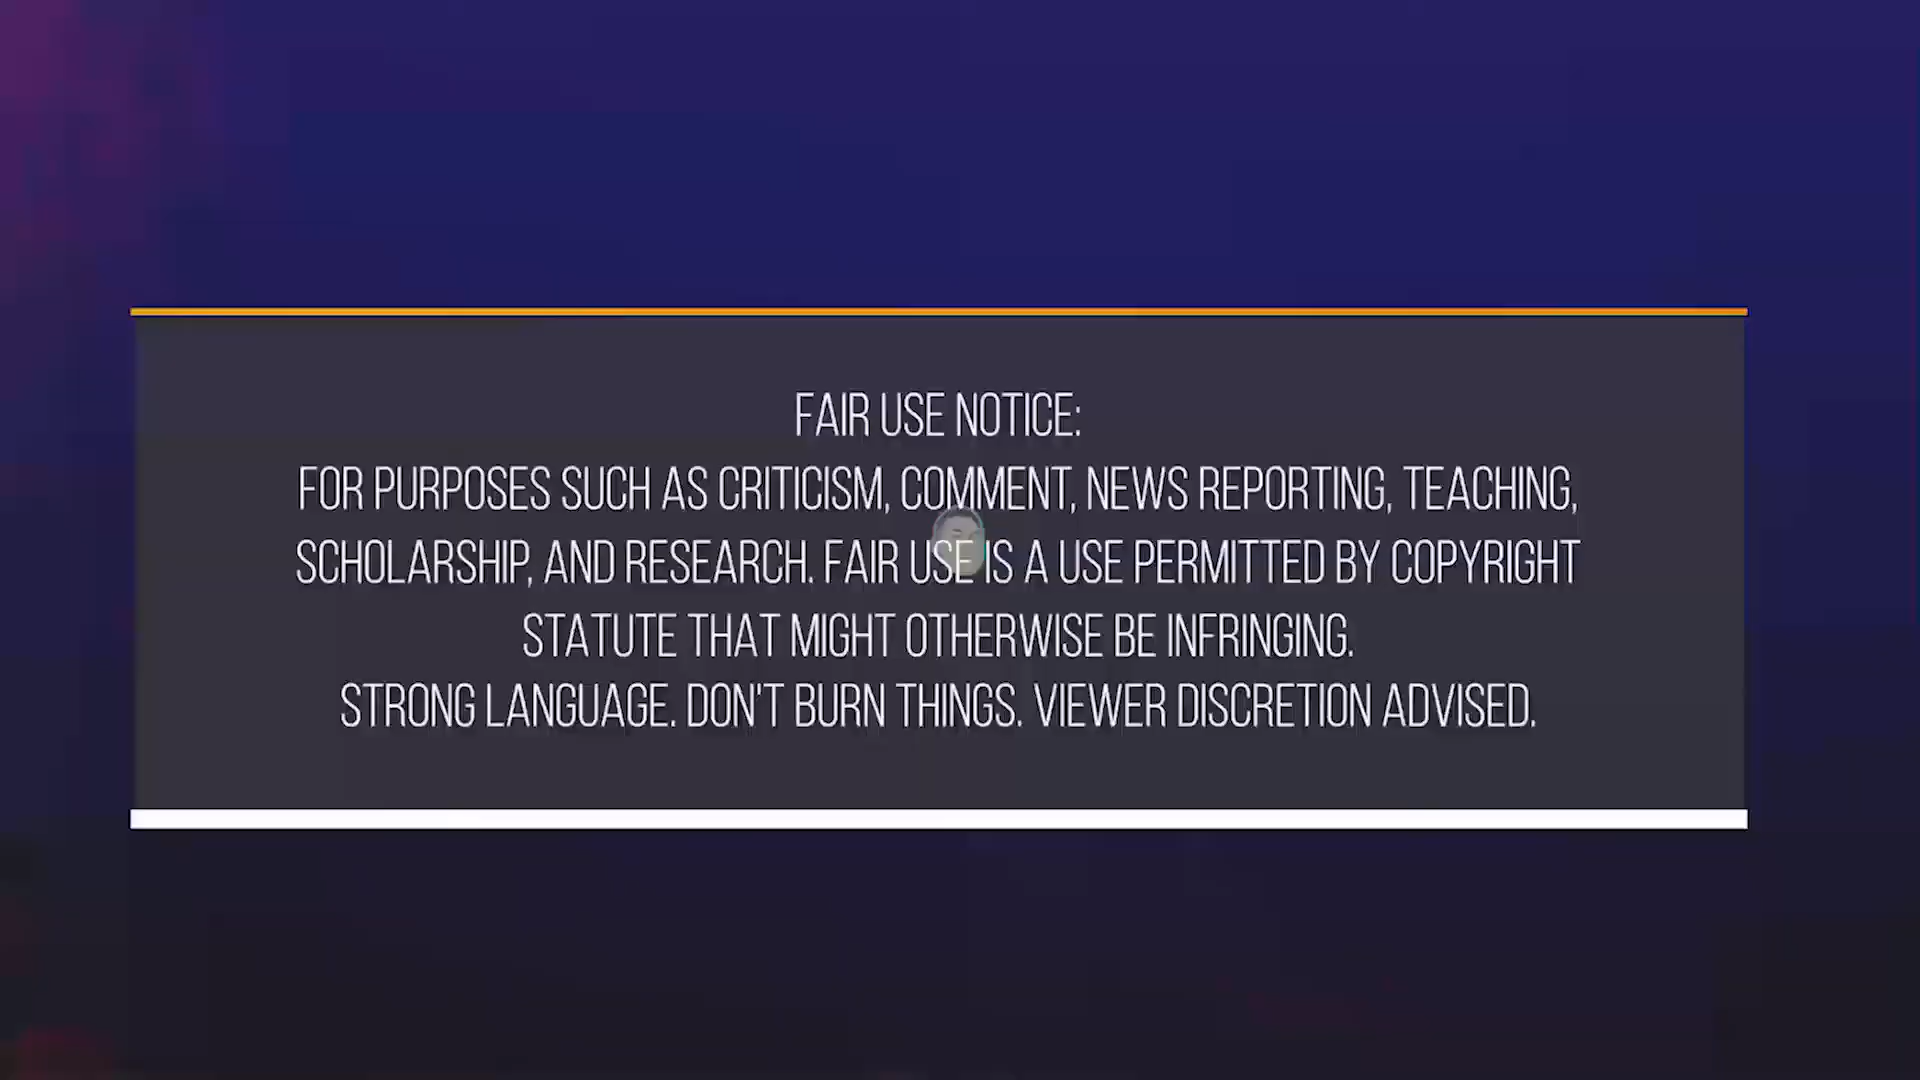 FAIR USE NOTICE:
FOR PURPOSES SUCH AS CRITICISM, COMMENT, NEWS REPORTING, TEACHING,
SCHOLARSHIP, AND RESEARCH. FAIR USE IS A USE PERMITTED BY COPYRIGHT
STATUTE THAT MIGHT OTHERWISE BE INFRINGING.
STRONG LANGUAGE. DON'T BURN THINGS. VIEWER DISCRETION ADVISED.